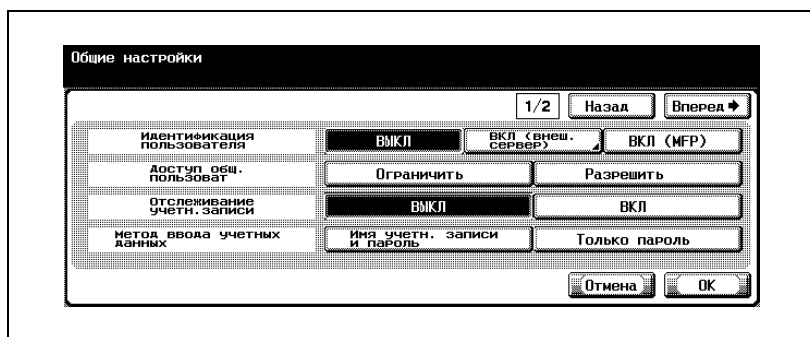 Общие настройки
1/2 Назад Вперед
Идентификация
пользователя
ВЫКЛ
ВКЛ (внеш.
сервер)
ВКЛ (MFP)
Доступ общ.
пользоват
Ограничить
Разрешить
Отслеживание
учетн.записи
ВЫКЛ
ВКЛ
Метод ввода учетных
данных
Имя учетн. записи
и пароль
Только пароль
Отмена OK